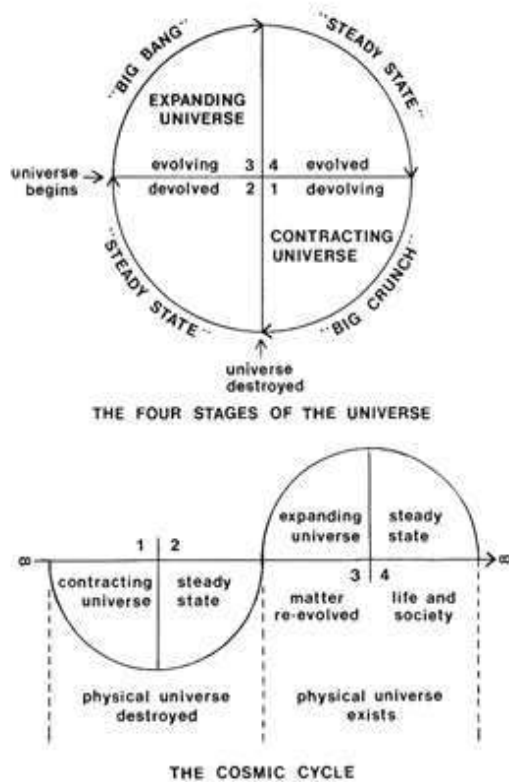 "BIG BANG"
"STEADY STATE"
EXPANDING
UNIVERSE
universe
begins
evolving 3 4 evolved
devolved 2 1 devolving
CONTRACTING
UNIVERSE
"STEADY STATE"
"BIG CRUNCH"
universe
destroyed
THE FOUR STAGES OF THE UNIVERSE
expanding
universe
steady
state
1 2
∞
∞
contracting
universe
steady
state
3 4
matter
re-evolved
life and
society
physical universe
destroyed
physical universe
exists
THE COSMIC CYCLE